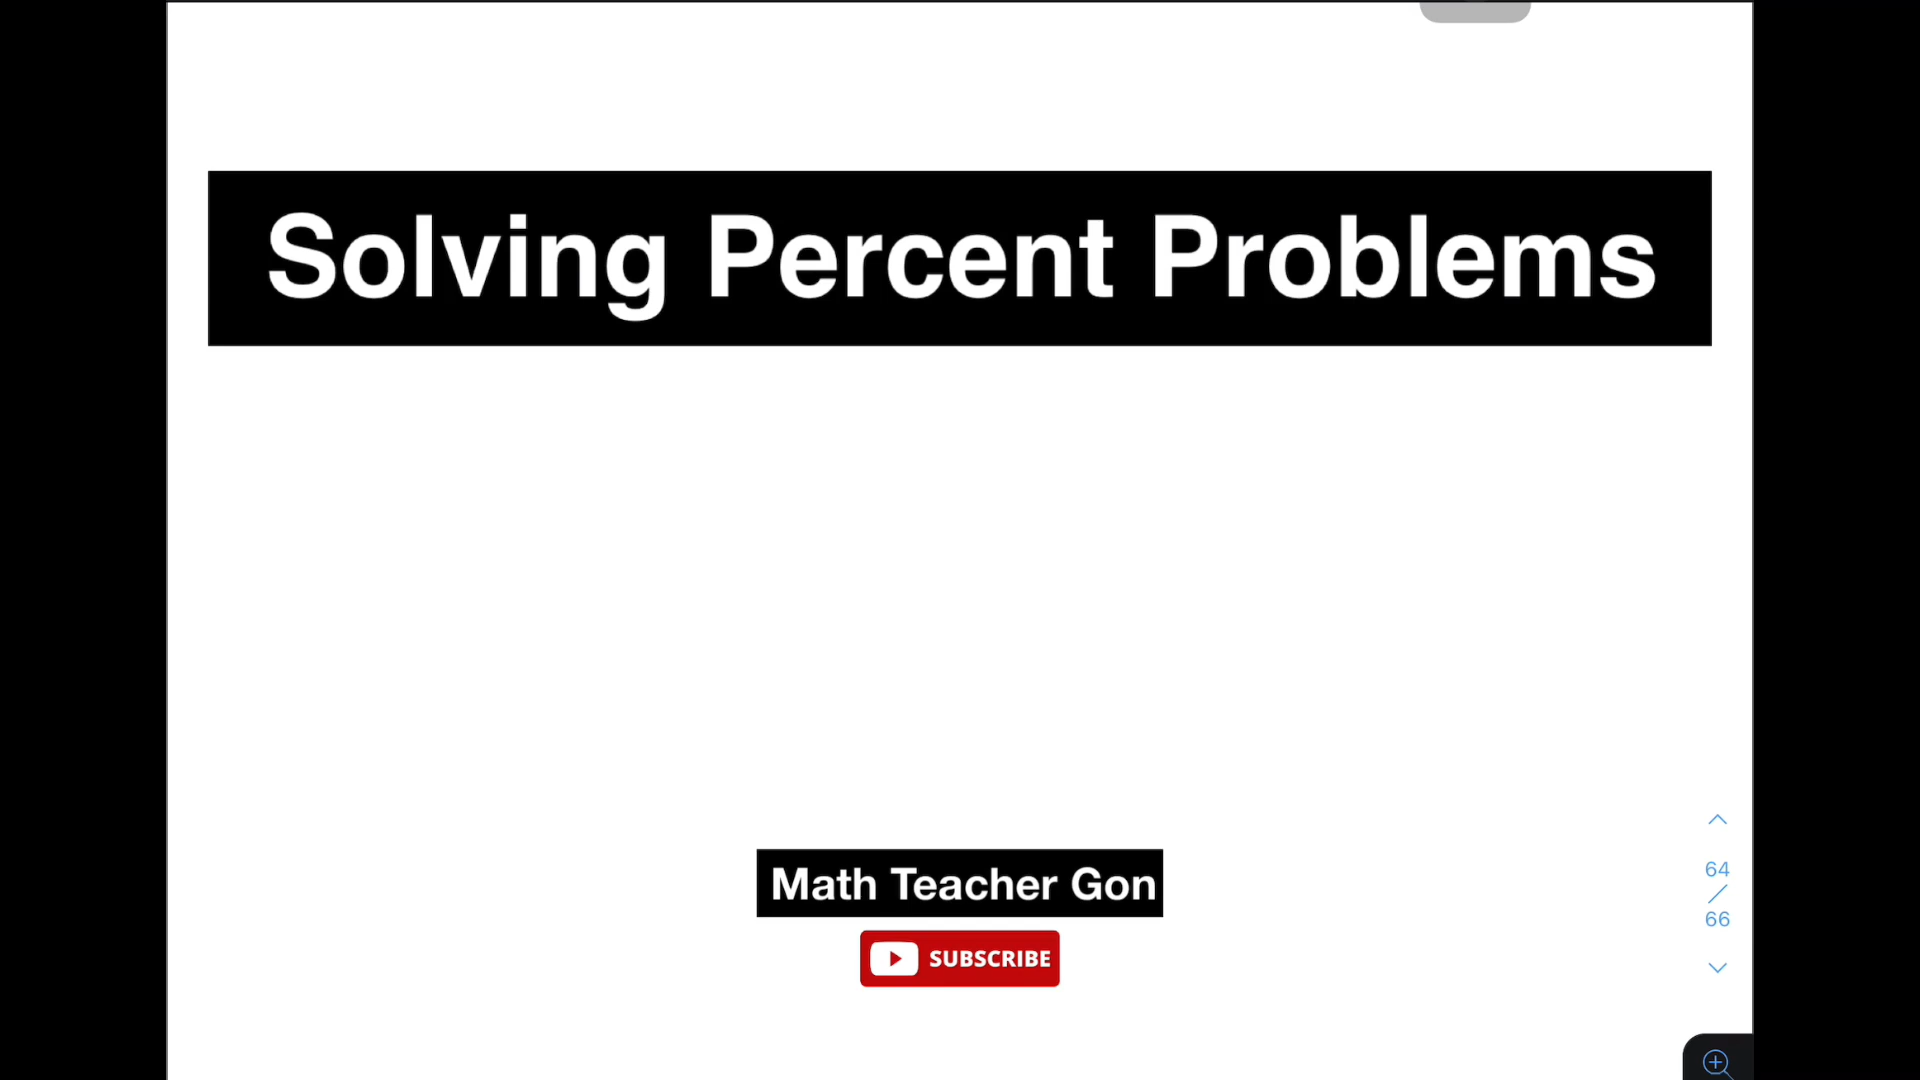 Solving Percent Problems
Math Teacher Gon
SUBSCRIBE
64
/
66